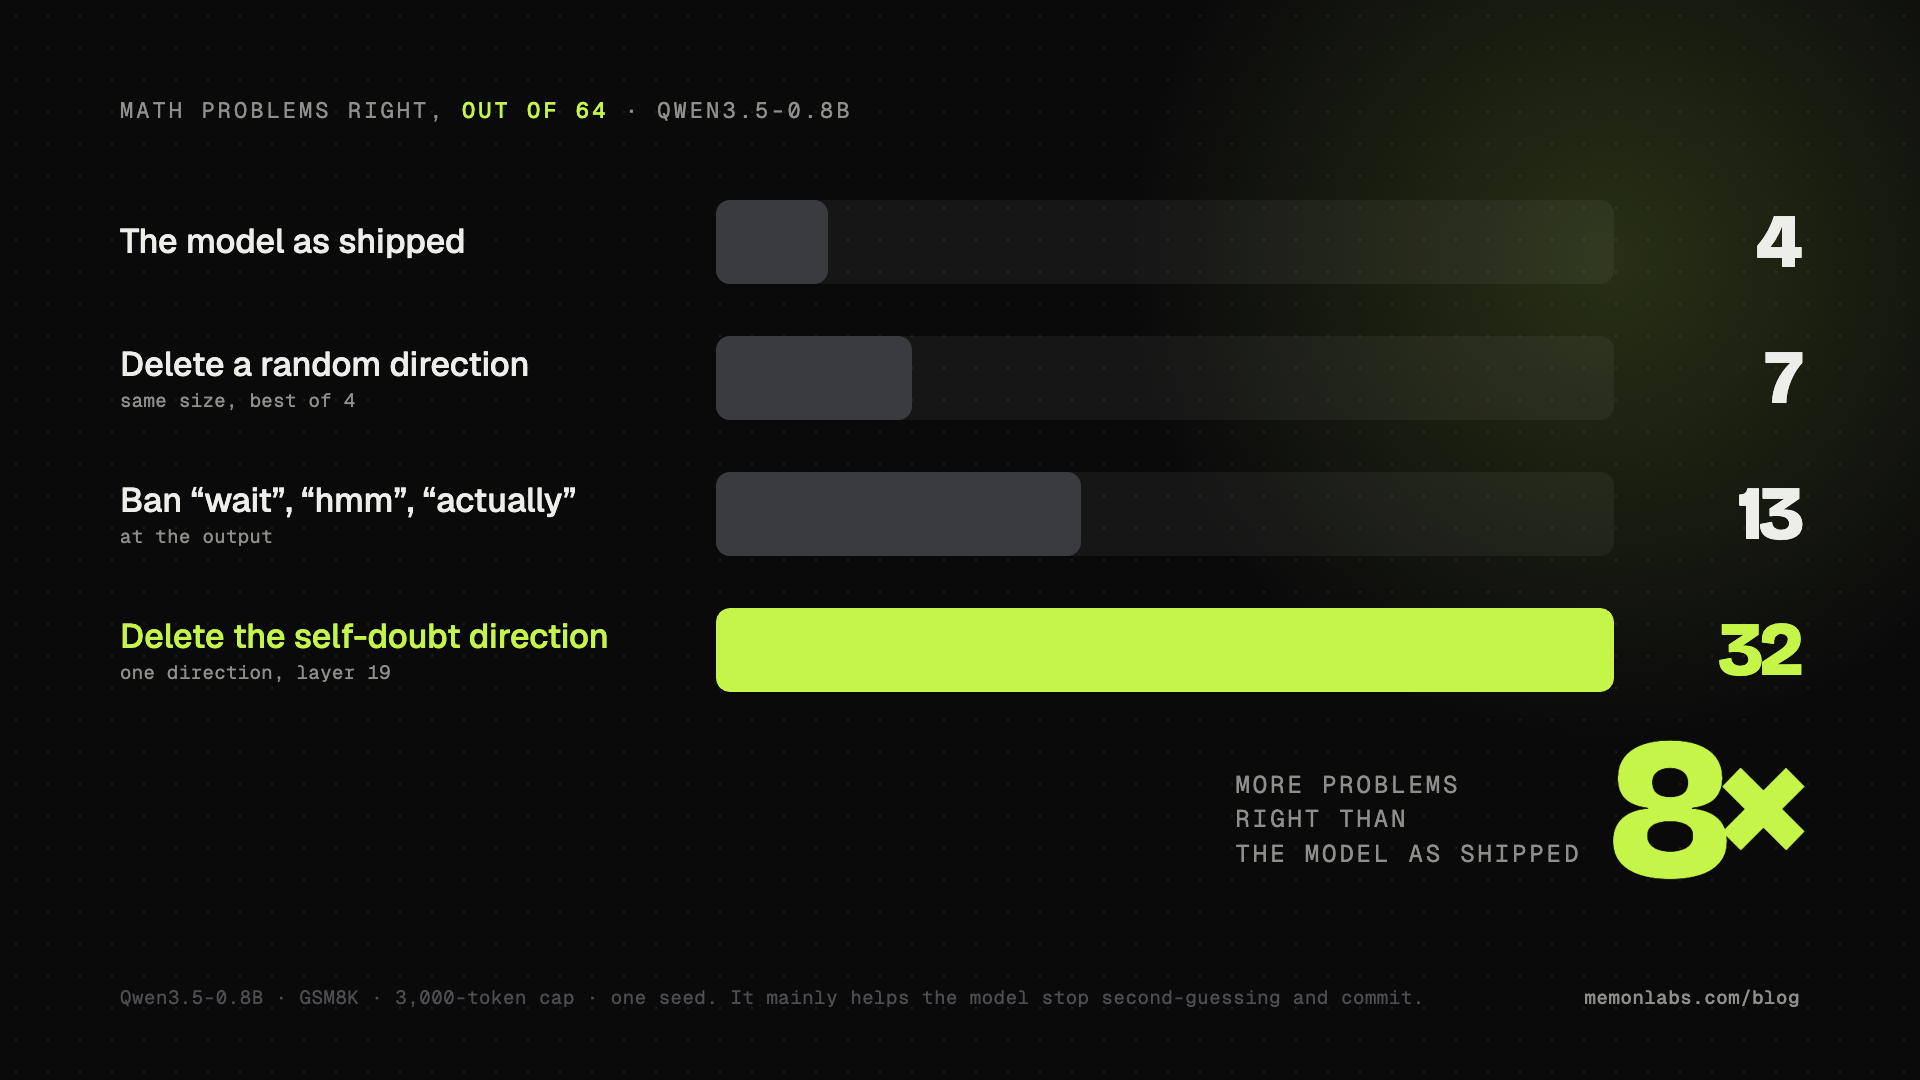 MATH PROBLEMS RIGHT, OUT OF 64 · QWEN3.5-0.8B
The model as shipped
4
Delete a random direction
same size, best of 4
7
Ban “wait”, “hmm”, “actually”
at the output
13
Delete the self-doubt direction
one direction, layer 19
32
MORE PROBLEMS
RIGHT THAN
THE MODEL AS SHIPPED
8×
Qwen3.5-0.8B · GSM8K · 3,000-token cap · one seed. It mainly helps the model stop second-guessing and commit.
memonlabs.com/blog